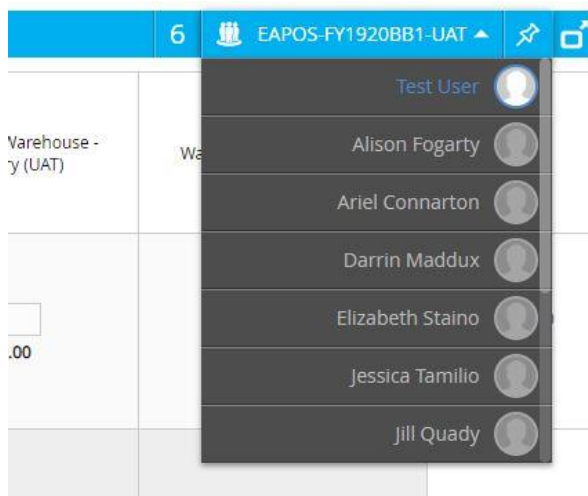 6 EAPOS-FY1920BB1-UAT
Test User
Warehouse -
ry (UAT)
Wa
Alison Fogarty
Ariel Connarton
Darrin Maddux
Elizabeth Staino
.00
Jessica Tamilio
Jill Quady